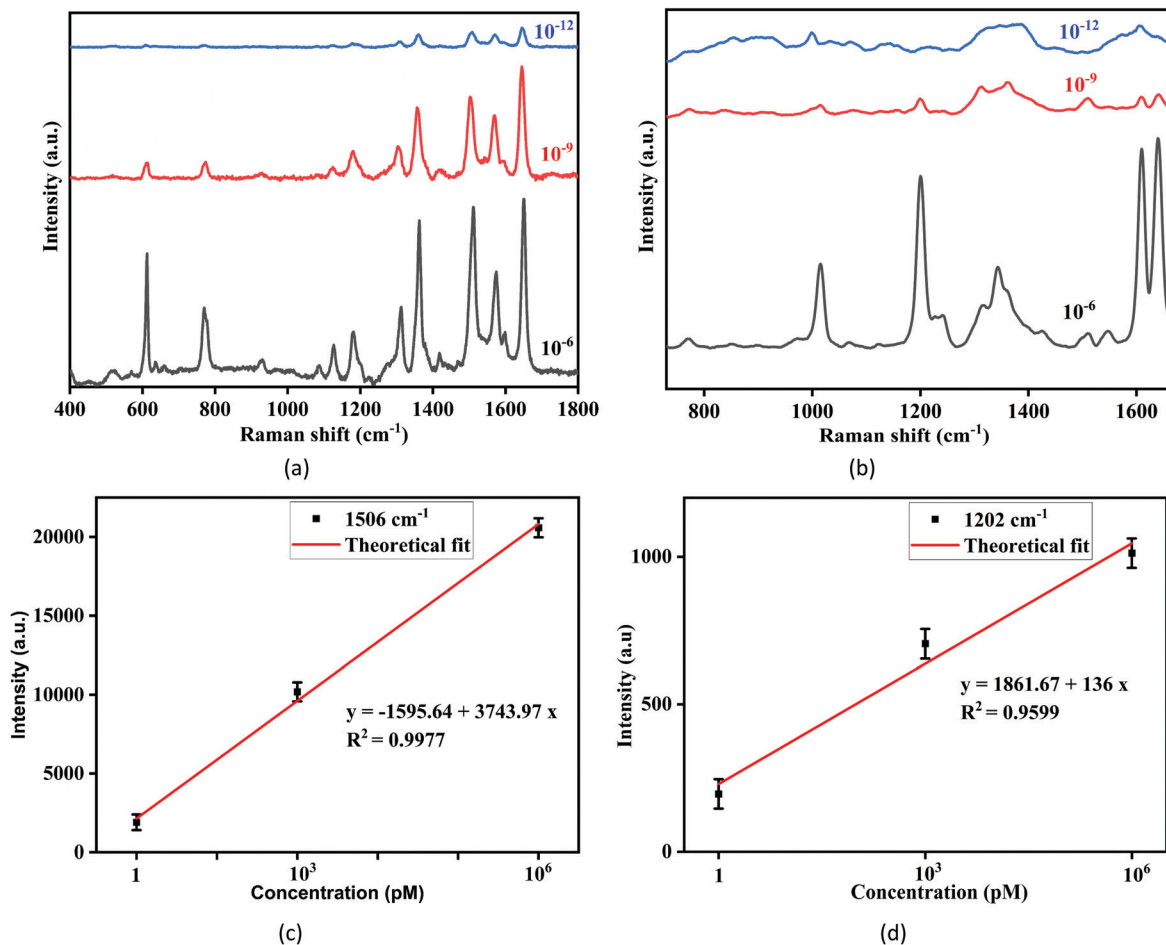 10⁻¹²
10⁻⁹
10⁻⁶
Intensity (a.u.)
400 600 800 1000 1200 1400 1600 1800
Raman shift (cm⁻¹)
(a)
10⁻¹²
10⁻⁹
10⁻⁶
Intensity (a.u.)
800 1000 1200 1400 1600
Raman shift (cm⁻¹)
(b)
1506 cm⁻¹
Theoretical fit
20000
15000
10000
5000
0
Intensity (a.u.)
y = -1595.64 + 3743.97 x
R² = 0.9977
1 10³ 10⁶
Concentration (pM)
(c)
1202 cm⁻¹
Theoretical fit
1000
500
0
Intensity (a.u)
y = 1861.67 + 136 x
R² = 0.9599
1 10³ 10⁶
Concentration (pM)
(d)